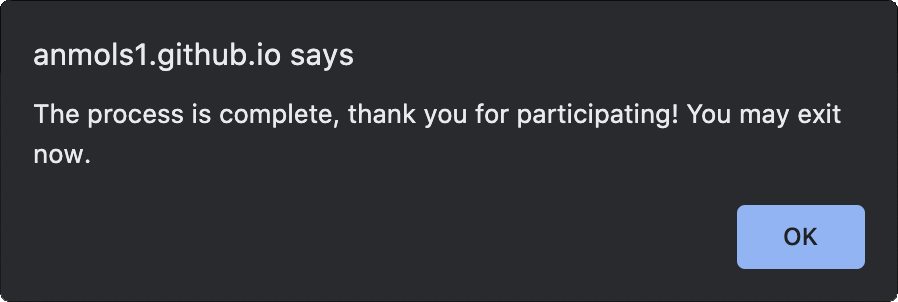 anmols1.github.io says
The process is complete, thank you for participating! You may exit
now.
OK